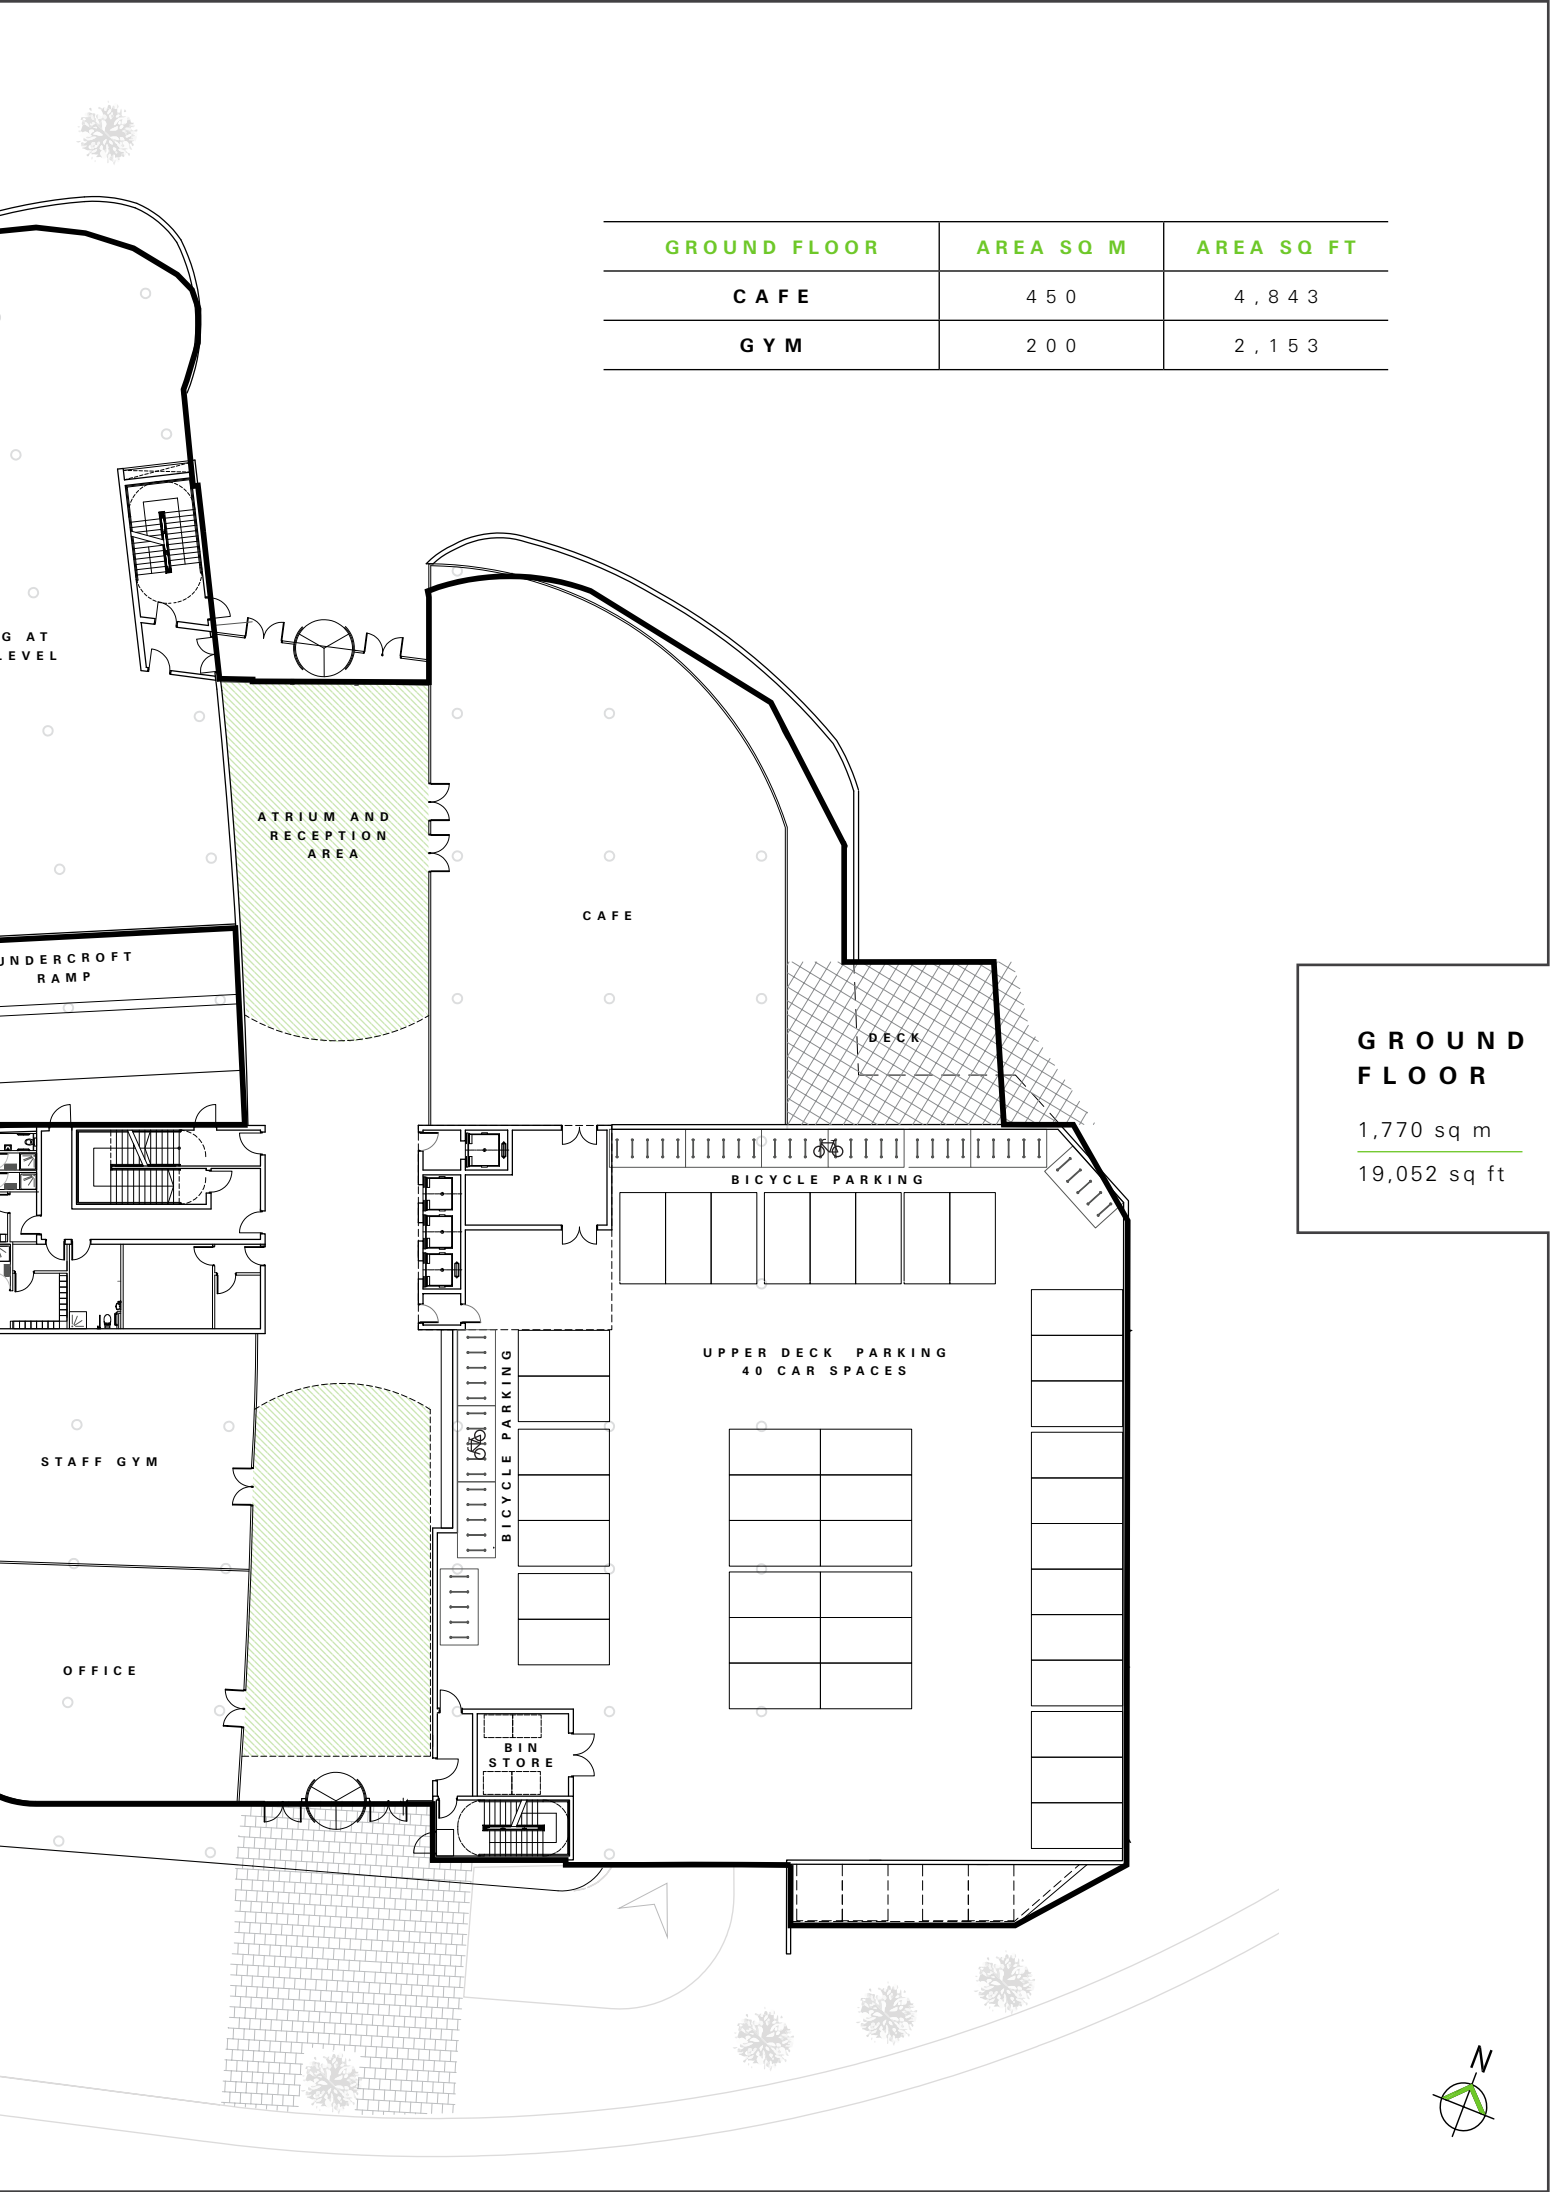 GROUND FLOOR AREA SQ M AREA SQ FT
CAFE 450 4,843
GYM 200 2,153
G AT
LEVEL
ATRIUM AND
RECEPTION
AREA
CAFE
UNDERCROFT
RAMP
DECK
GROUND
FLOOR
1,770 sq m
19,052 sq ft
BICYCLE PARKING
UPPER DECK PARKING
40 CAR SPACES
BICYCLE PARKING
STAFF GYM
OFFICE
BIN
STORE
N